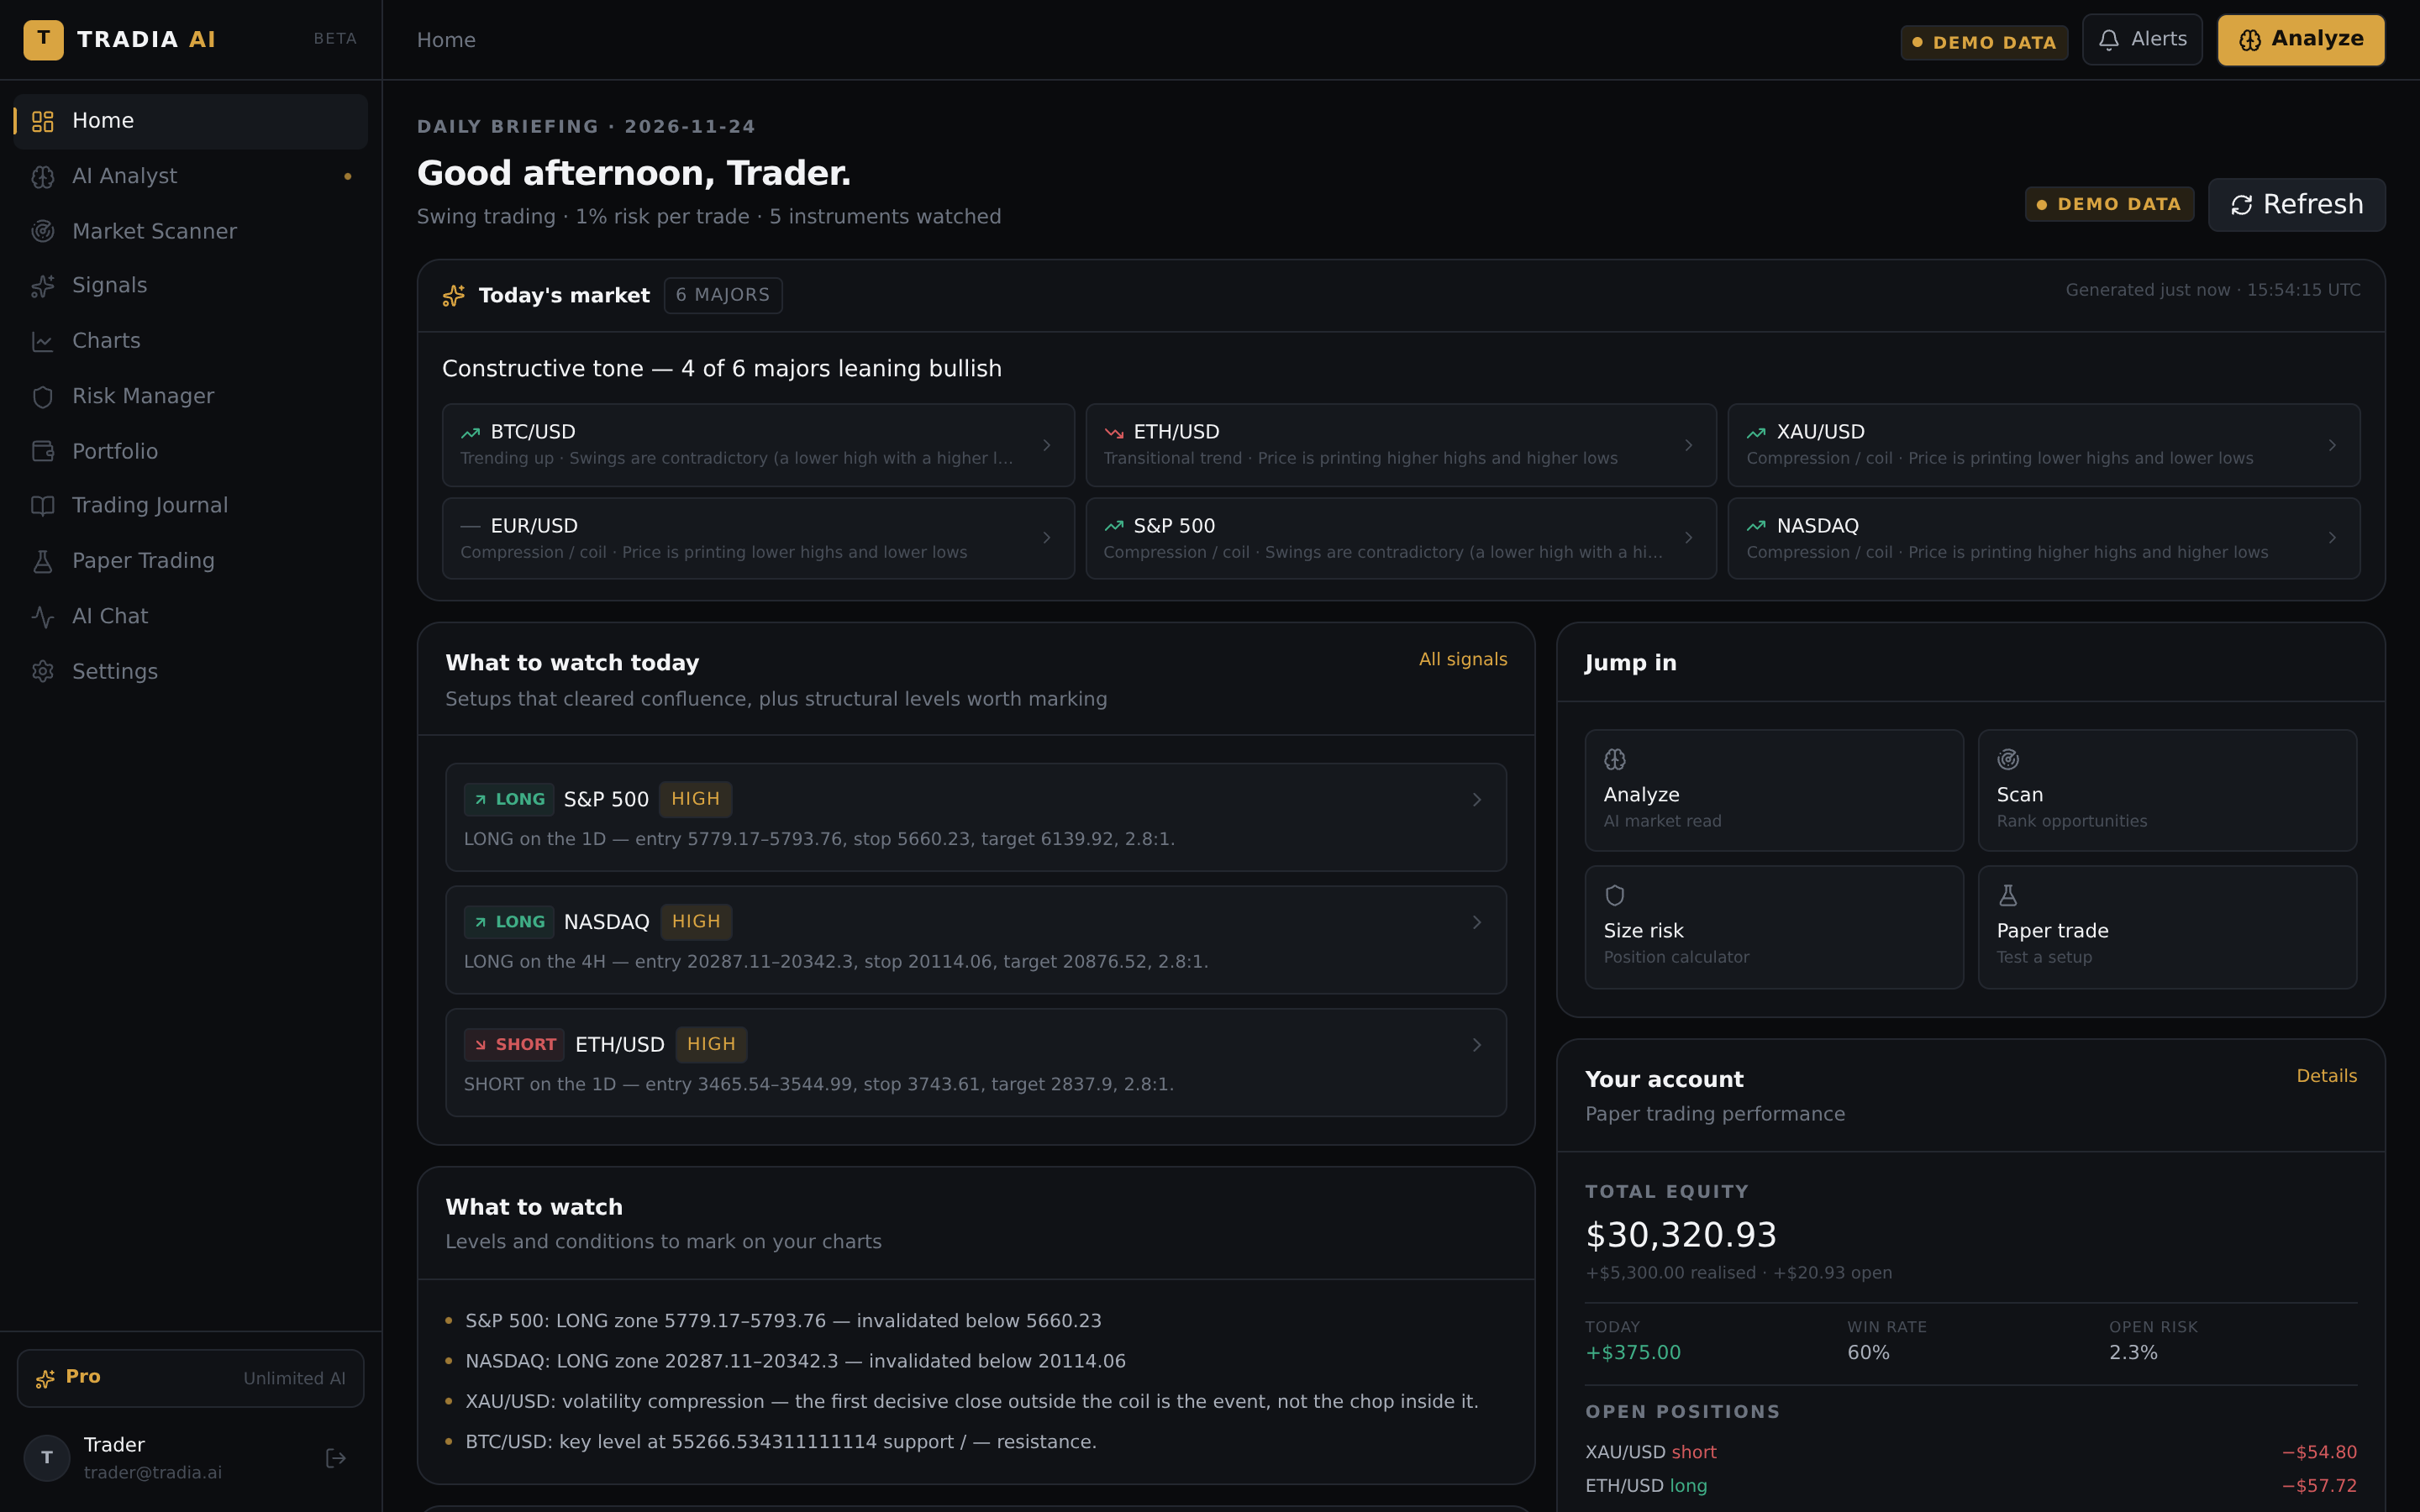 T TRADIA AI BETA
Home
AI Analyst
Market Scanner
Signals
Charts
Risk Manager
Portfolio
Trading Journal
Paper Trading
AI Chat
Settings
Pro Unlimited AI
T Trader
trader@tradia.ai
Home
DEMO DATA Alerts Analyze
DAILY BRIEFING · 2026-11-24
Good afternoon, Trader.
Swing trading · 1% risk per trade · 5 instruments watched
DEMO DATA Refresh
Today's market 6 MAJORS Generated just now · 15:54:15 UTC
Constructive tone — 4 of 6 majors leaning bullish
BTC/USD
Trending up · Swings are contradictory (a lower high with a higher l…
ETH/USD
Transitional trend · Price is printing higher highs and higher lows
XAU/USD
Compression / coil · Price is printing lower highs and lower lows
EUR/USD
Compression / coil · Price is printing lower highs and lower lows
S&P 500
Compression / coil · Swings are contradictory (a lower high with a hi…
NASDAQ
Compression / coil · Price is printing higher highs and higher lows
What to watch today All signals
Setups that cleared confluence, plus structural levels worth marking
LONG S&P 500 HIGH
LONG on the 1D — entry 5779.17–5793.76, stop 5660.23, target 6139.92, 2.8:1.
LONG NASDAQ HIGH
LONG on the 4H — entry 20287.11–20342.3, stop 20114.06, target 20876.52, 2.8:1.
SHORT ETH/USD HIGH
SHORT on the 1D — entry 3465.54–3544.99, stop 3743.61, target 2837.9, 2.8:1.
What to watch
Levels and conditions to mark on your charts
S&P 500: LONG zone 5779.17–5793.76 — invalidated below 5660.23
NASDAQ: LONG zone 20287.11–20342.3 — invalidated below 20114.06
XAU/USD: volatility compression — the first decisive close outside the coil is the event, not the chop inside it.
BTC/USD: key level at 55266.534311111114 support / — resistance.
Jump in
Analyze
AI market read
Scan
Rank opportunities
Size risk
Position calculator
Paper trade
Test a setup
Your account Details
Paper trading performance
TOTAL EQUITY
$30,320.93
+$5,300.00 realised · +$20.93 open
TODAY WIN RATE OPEN RISK
+$375.00 60% 2.3%
OPEN POSITIONS
XAU/USD short −$54.80
ETH/USD long −$57.72